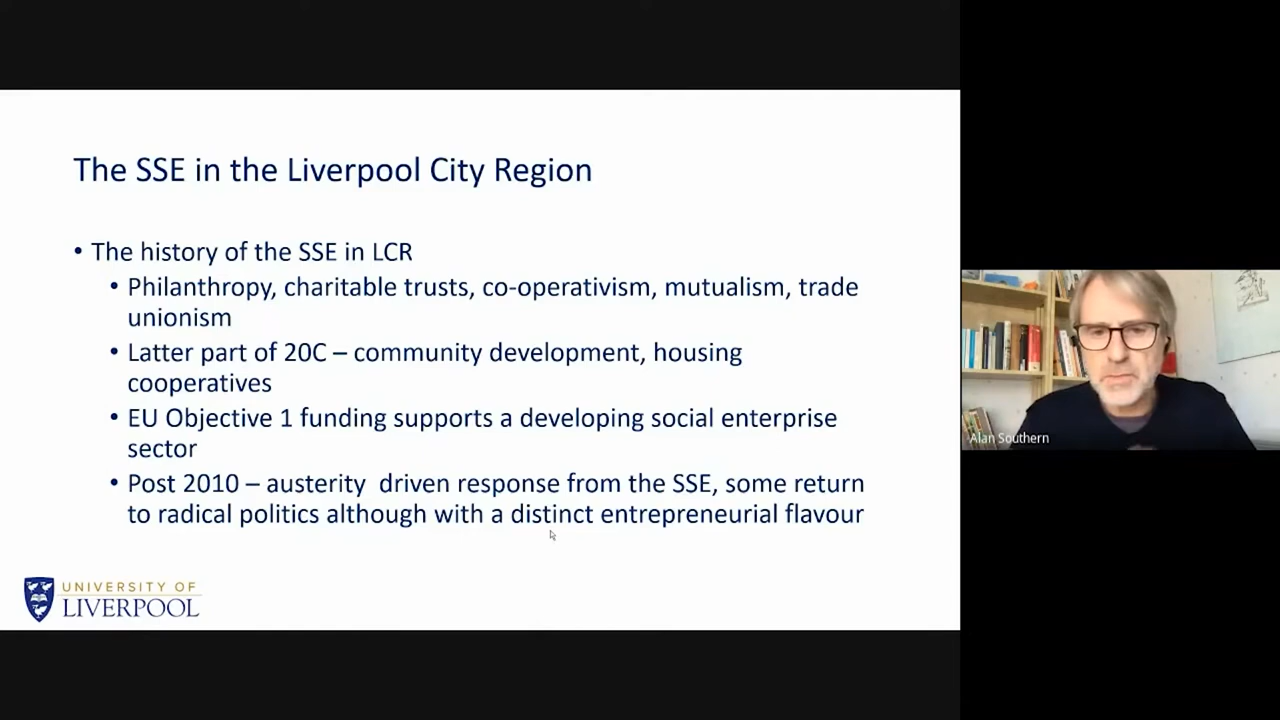 The SSE in the Liverpool City Region
• The history of the SSE in LCR
• Philanthropy, charitable trusts, co-operativism, mutualism, trade
unionism
• Latter part of 20C – community development, housing
cooperatives
• EU Objective 1 funding supports a developing social enterprise
sector
• Post 2010 – austerity  driven response from the SSE, some return
to radical politics although with a distinct entrepreneurial flavour
UNIVERSITY OF
LIVERPOOL
Alan Southern